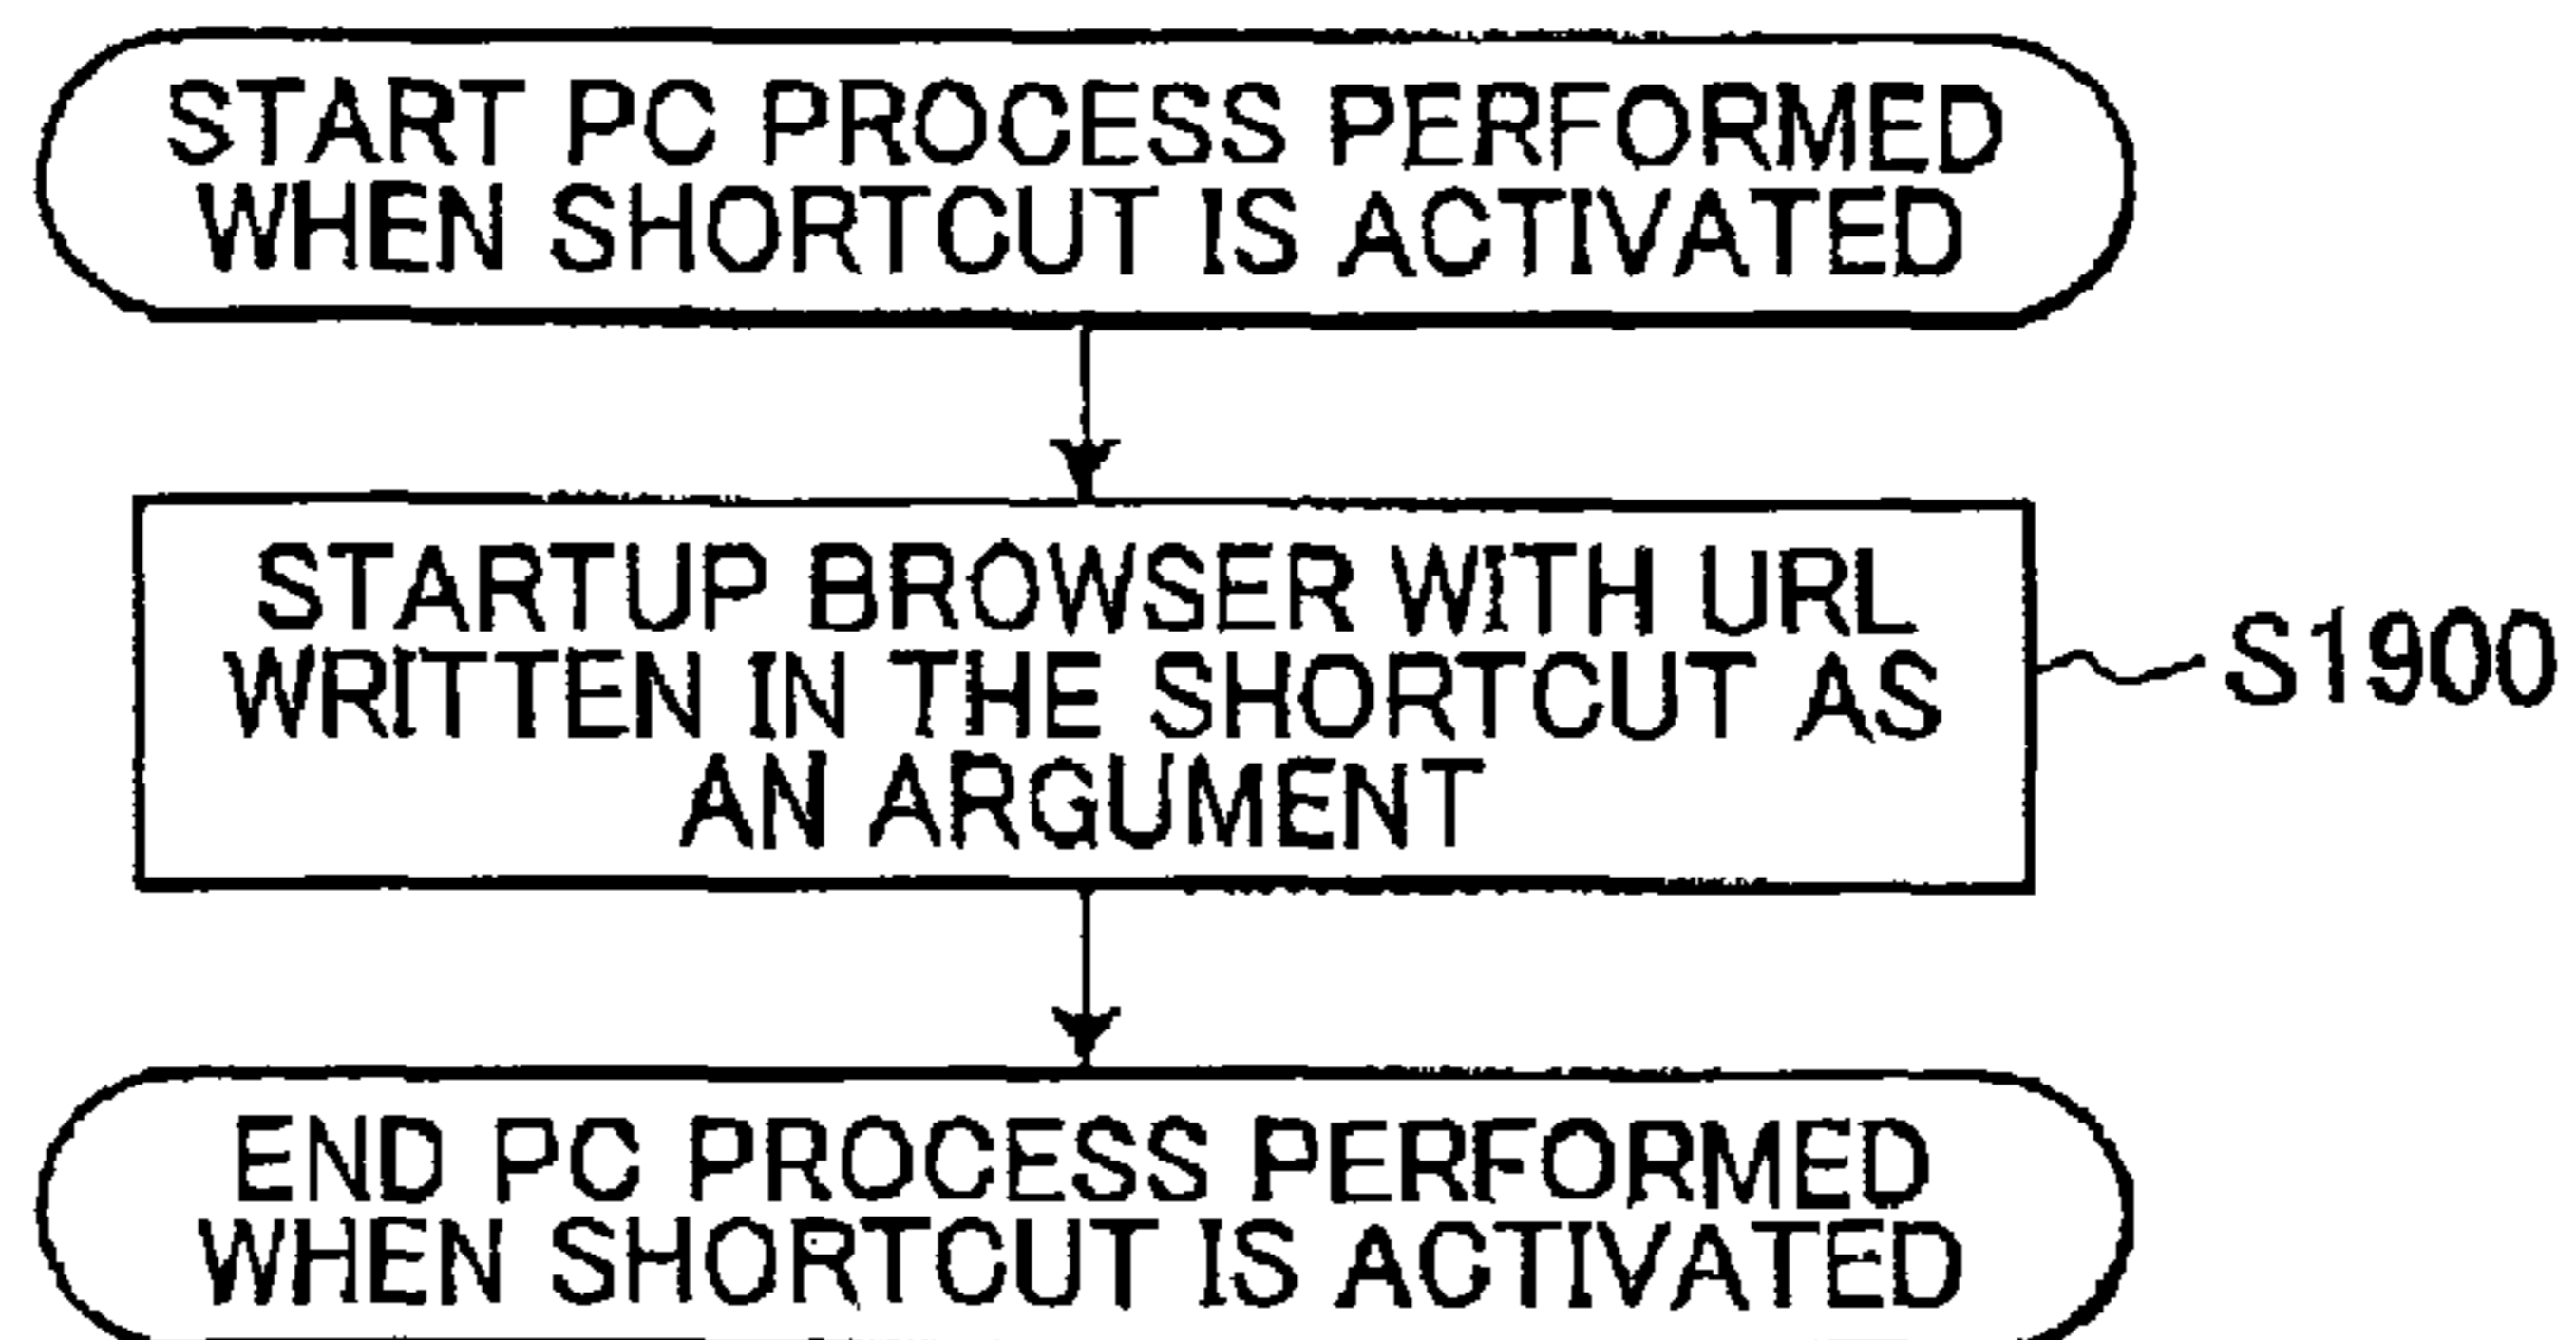 START PC PROCESS PERFORMED
WHEN SHORTCUT IS ACTIVATED
STARTUP BROWSER WITH URL
WRITTEN IN THE SHORTCUT AS
AN ARGUMENT
S1900
END PC PROCESS PERFORMED
WHEN SHORTCUT IS ACTIVATED